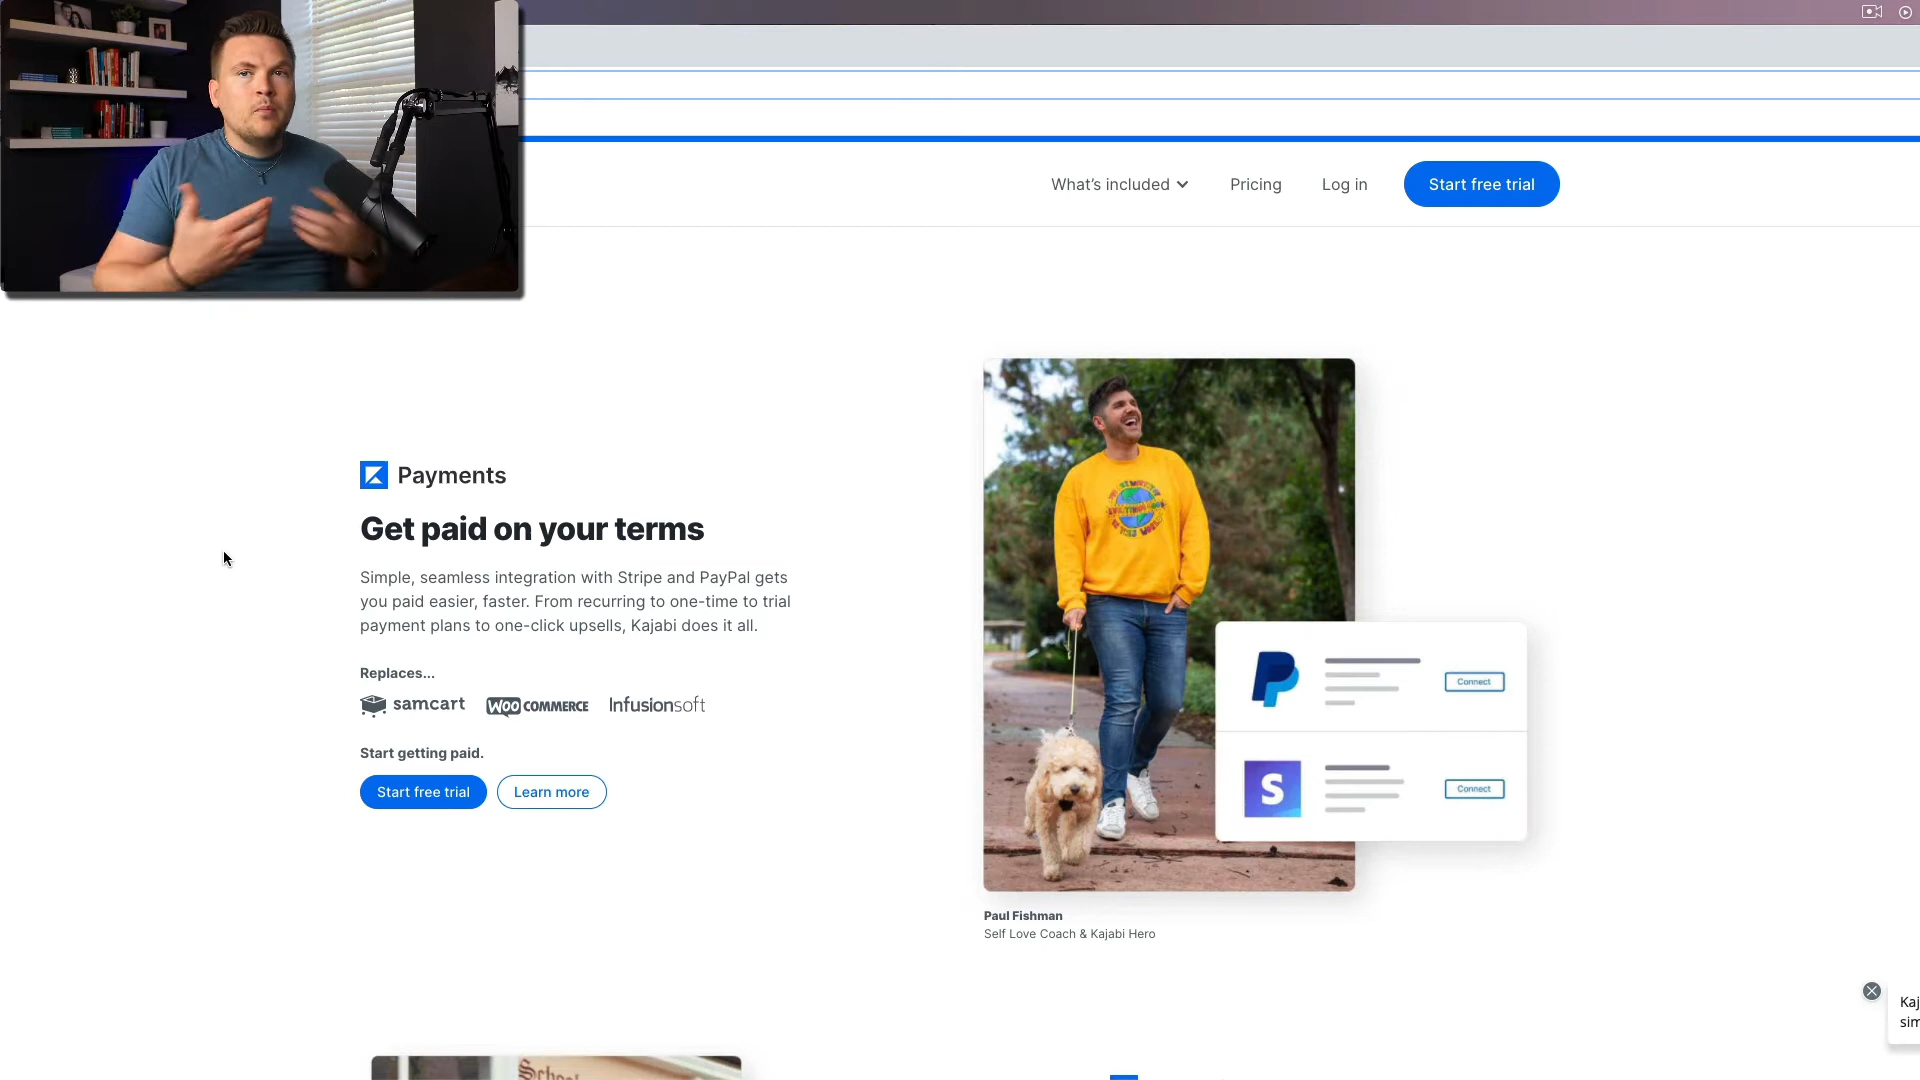 What's included
Pricing
Log in
Start free trial
Payments
Get paid on your terms
Simple, seamless integration with Stripe and PayPal gets
you paid easier, faster. From recurring to one-time to trial
payment plans to one-click upsells, Kajabi does it all.
Replaces...
samcart
WOO COMMERCE
Infusionsoft
Start getting paid.
Start free trial
Learn more
Connect
S
Connect
Paul Fishman
Self Love Coach & Kajabi Hero
Kaj
sim
School